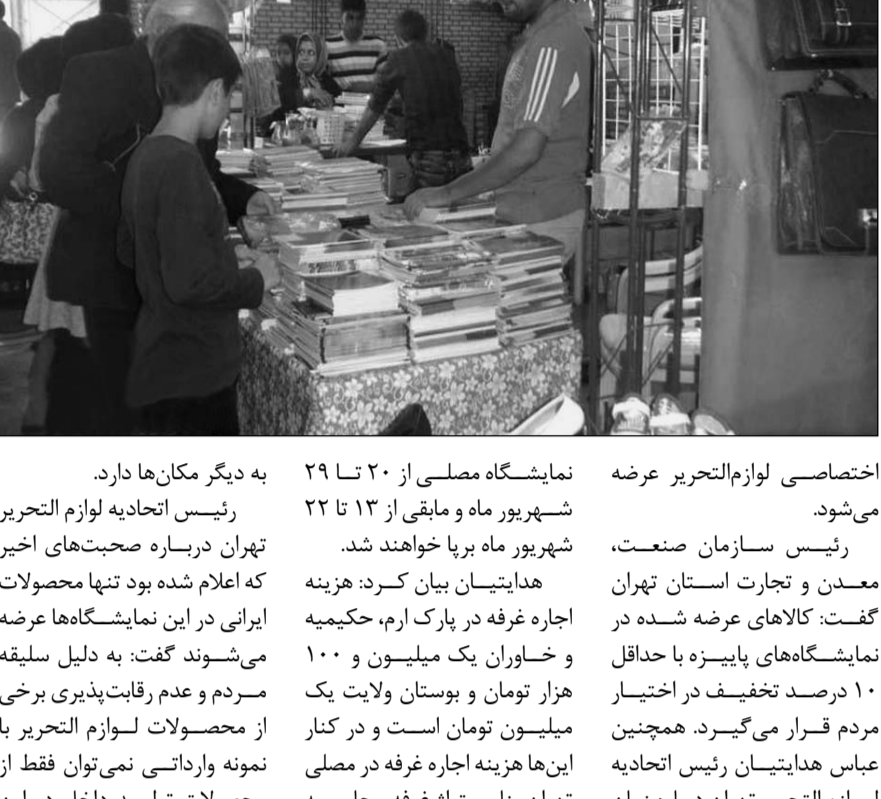 اختصاصی لوازم‌التحریر عرضه
می‌شود.
رئیس سازمان صنعت،
معدن و تجارت استان تهران
گفت: کالاهای عرضه شده در
نمایشگاه‌های پاییزه با حداقل
۱۰ درصد تخفیف در اختیار
مردم قرار می‌گیرد. همچنین
عباس هدایتیان رئیس اتحادیه
نمایشگاه مصلی از ۲۰ تا ۲۹
شهریور ماه و مابقی از ۱۳ تا ۲۲
شهریور ماه برپا خواهند شد.
هدایتیان بیان کرد: هزینه
اجاره غرفه در پارک ارم، حکیمیه
و خاوران یک میلیون و ۱۰۰
هزار تومان و بوستان ولایت یک
میلیون تومان است و در کنار
این‌ها هزینه اجاره غرفه در مصلی
به دیگر مکان‌ها دارد.
رئیس اتحادیه لوازم التحریر
تهران درباره صحبت‌های اخیر
که اعلام شده بود تنها محصولات
ایرانی در این نمایشگاه‌ها عرضه
می‌شوند گفت: به دلیل سلیقه
مردم و عدم رقابت‌پذیری برخی
از محصولات لوازم التحریر با
نمونه وارداتی نمی‌توان فقط از